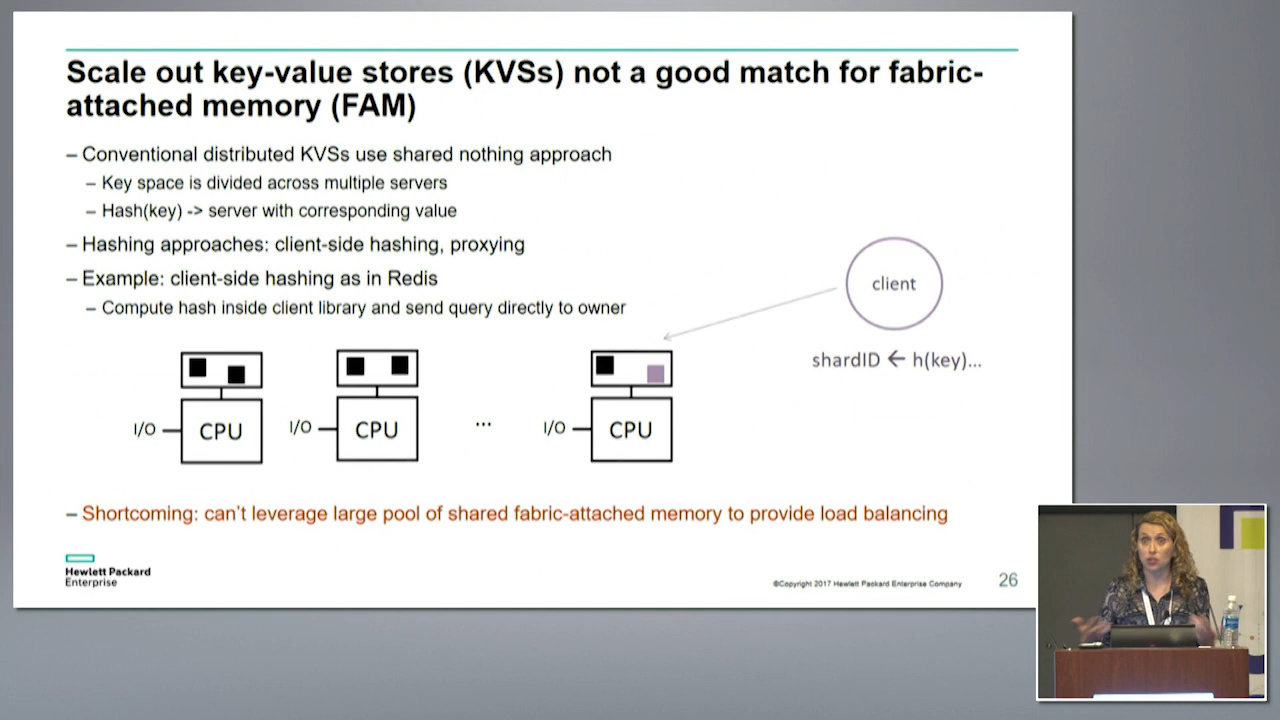 Scale out key-value stores (KVSs) not a good match for fabric-
attached memory (FAM)
– Conventional distributed KVSs use shared nothing approach
– Key space is divided across multiple servers
– Hash(key) -> server with corresponding value
– Hashing approaches: client-side hashing, proxying
– Example: client-side hashing as in Redis
– Compute hash inside client library and send query directly to owner
client
shardID ← h(key)...
I/O
CPU
I/O
CPU
...
I/O
CPU
– Shortcoming: can't leverage large pool of shared fabric-attached memory to provide load balancing
Hewlett Packard
Enterprise
©Copyright 2017 Hewlett Packard Enterprise Company
26